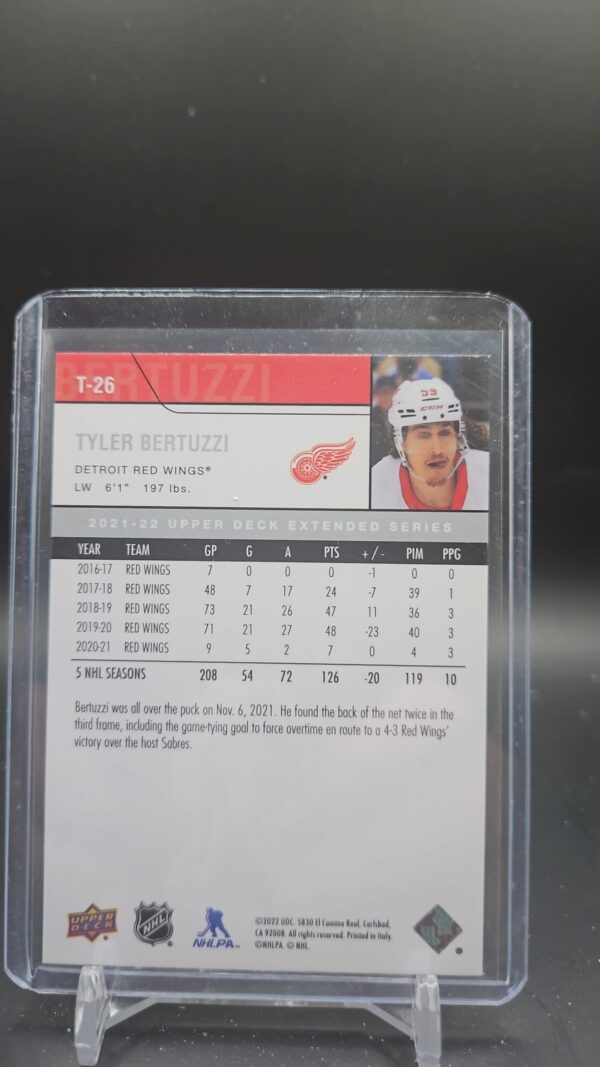 BERTUZZI
T-26
TYLER BERTUZZI
DETROIT RED WINGS®
LW 6'1" 197 lbs.
59
CCM
2021-22 UPPER DECK EXTENDED SERIES
YEAR TEAM GP G A PTS +/- PIM PPG
2016-17 RED WINGS 7 0 0 0 -1 0 0
2017-18 RED WINGS 48 7 17 24 -7 39 1
2018-19 RED WINGS 73 21 26 47 11 36 3
2019-20 RED WINGS 71 21 27 48 -23 40 3
2020-21 RED WINGS 9 5 2 7 0 4 3
5 NHL SEASONS 208 54 72 126 -20 119 10
Bertuzzi was all over the puck on Nov. 6, 2021. He found the back of the net twice in the
third frame, including the game-tying goal to force overtime en route to a 4-3 Red Wings'
victory over the host Sabres.
UPPER
DECK
NHL
NHLPA
©2022 UDC. 5830 El Camino Real, Carlsbad,
CA 92008. All rights reserved. Printed in Italy.
©NHLPA. © NHL.